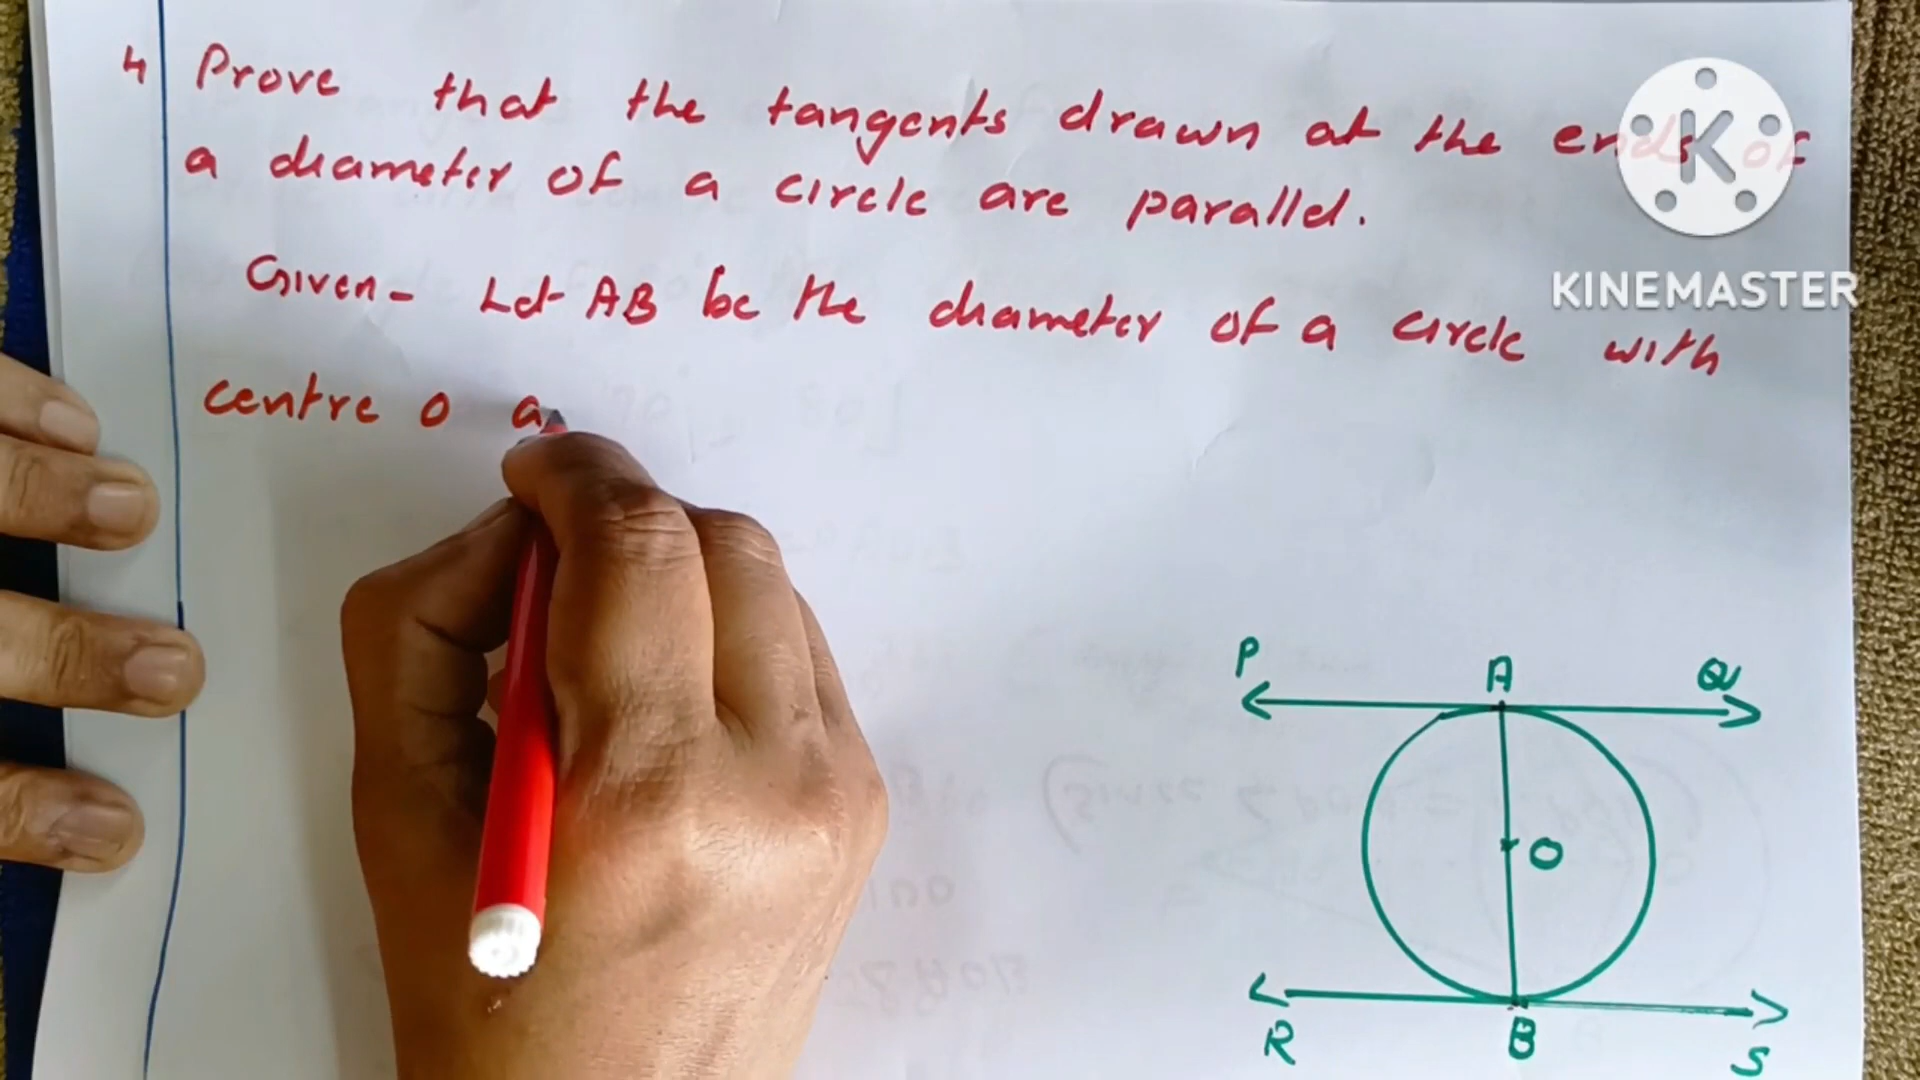 4 Prove that the tangents drawn at the ends of
a diameter of a circle are parallel.
Given - Let AB be the diameter of a circle with
centre O a
K
KINEMASTER
P A Q
O
R B S
(since